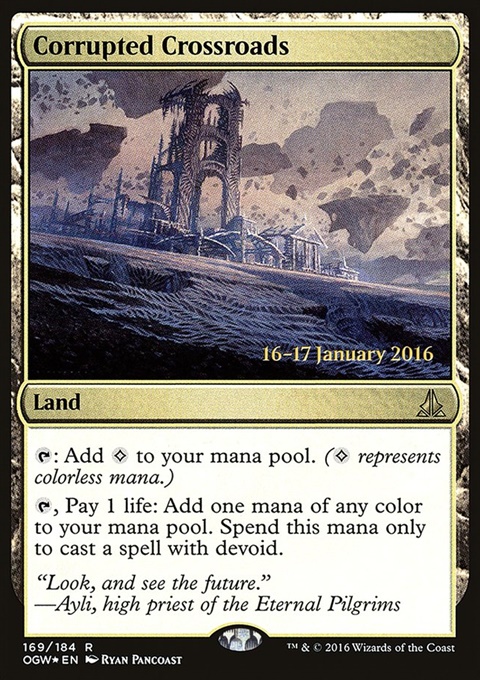 Corrupted Crossroads
16–17 January 2016
Land
: Add to your mana pool. ( represents
colorless mana.)
, Pay 1 life: Add one mana of any color
to your mana pool. Spend this mana only
to cast a spell with devoid.
“Look, and see the future.”
—Ayli, high priest of the Eternal Pilgrims
169/184 R
OGW★EN Ryan Pancoast
™ & © 2016 Wizards of the Coast